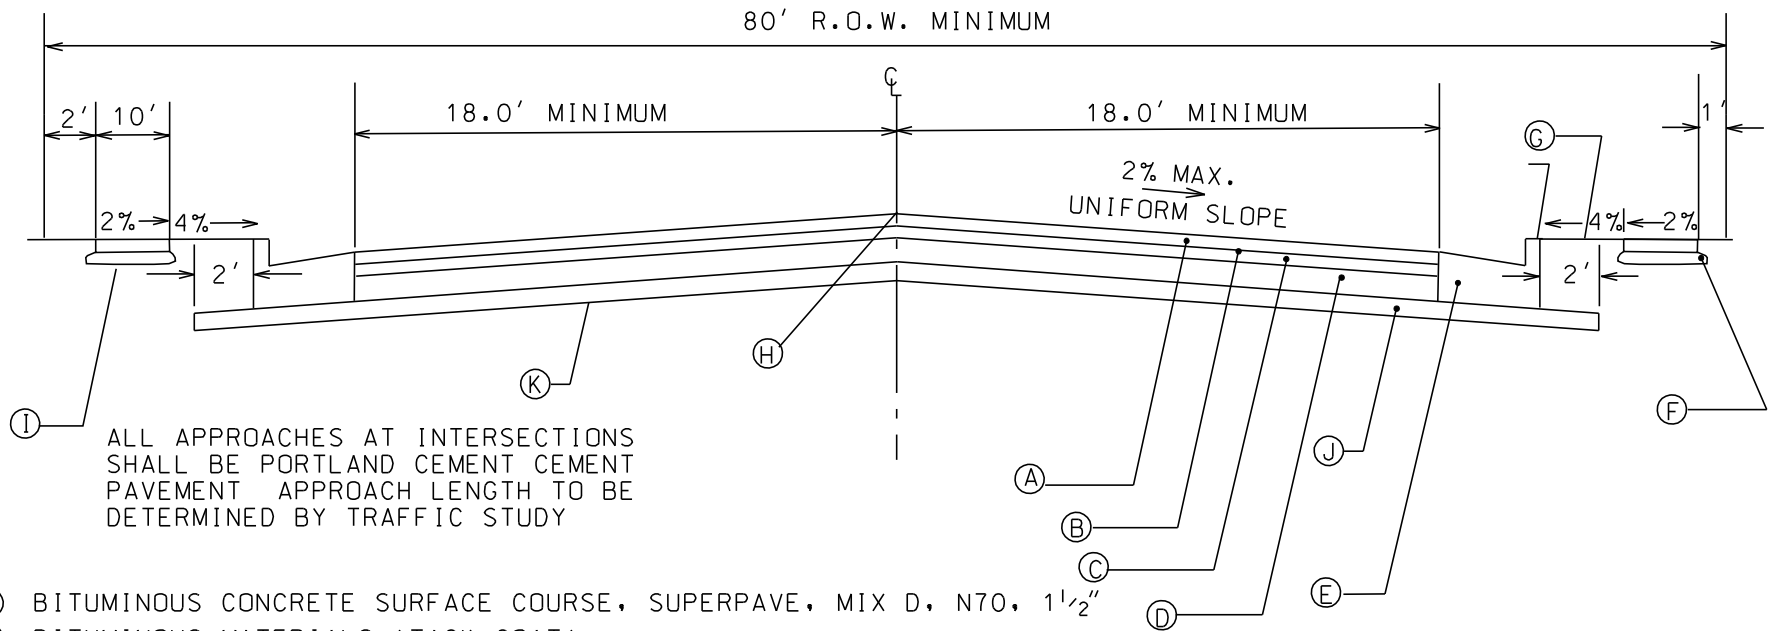 80' R.O.W. MINIMUM
℄
2' 10' 18.0' MINIMUM 18.0' MINIMUM 1'
G
2% MAX.
UNIFORM SLOPE
2% 4% 4% 2%
2' 2'
H
K
I
F
ALL APPROACHES AT INTERSECTIONS
SHALL BE PORTLAND CEMENT CEMENT
PAVEMENT APPROACH LENGTH TO BE
DETERMINED BY TRAFFIC STUDY
J
A
B
C
E
D
BITUMINOUS CONCRETE SURFACE COURSE, SUPERPAVE, MIX D, N70, 1 1/2"